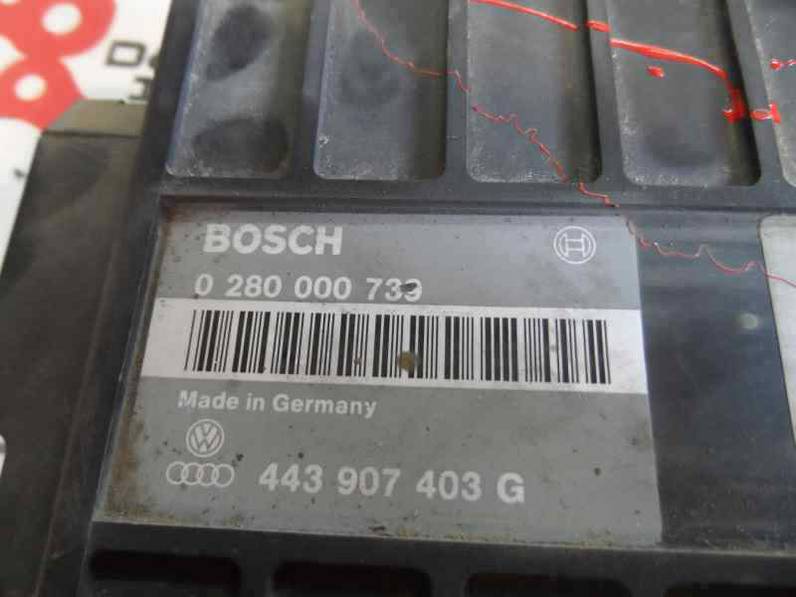 BOSCH
0 280 000 739
Made in Germany
443 907 403 G